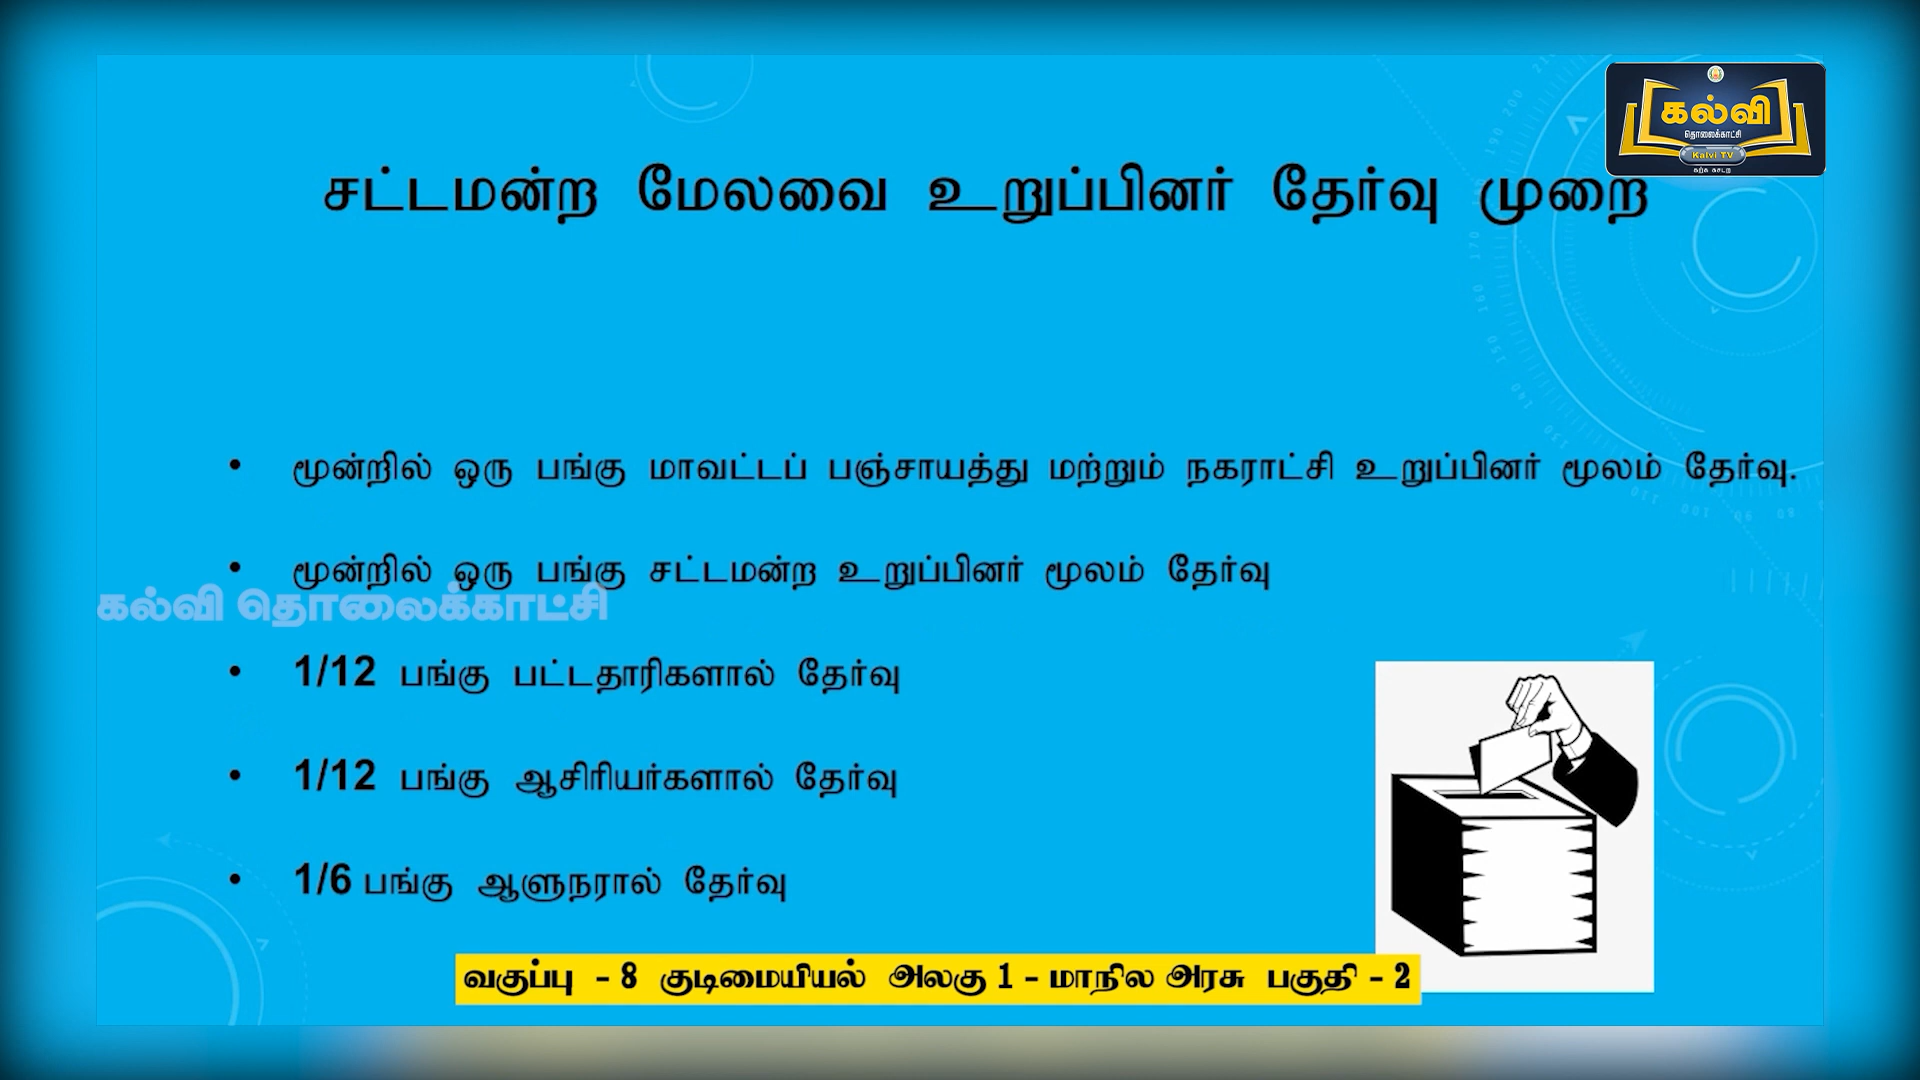 கல்வி
தொலைக்காட்சி
Kalvi TV
கற்க கசடற
சட்டமன்ற மேலவை உறுப்பினர் தேர்வு முறை
• மூன்றில் ஒரு பங்கு மாவட்டப் பஞ்சாயத்து மற்றும் நகராட்சி உறுப்பினர் மூலம் தேர்வு.
• மூன்றில் ஒரு பங்கு சட்டமன்ற உறுப்பினர் மூலம் தேர்வு
கல்வி தொலைக்காட்சி
• 1/12 பங்கு பட்டதாரிகளால் தேர்வு
• 1/12 பங்கு ஆசிரியர்களால் தேர்வு
• 1/6 பங்கு ஆளுநரால் தேர்வு
வகுப்பு - 8 குடிமையியல் அலகு 1 - மாநில அரசு பகுதி - 2